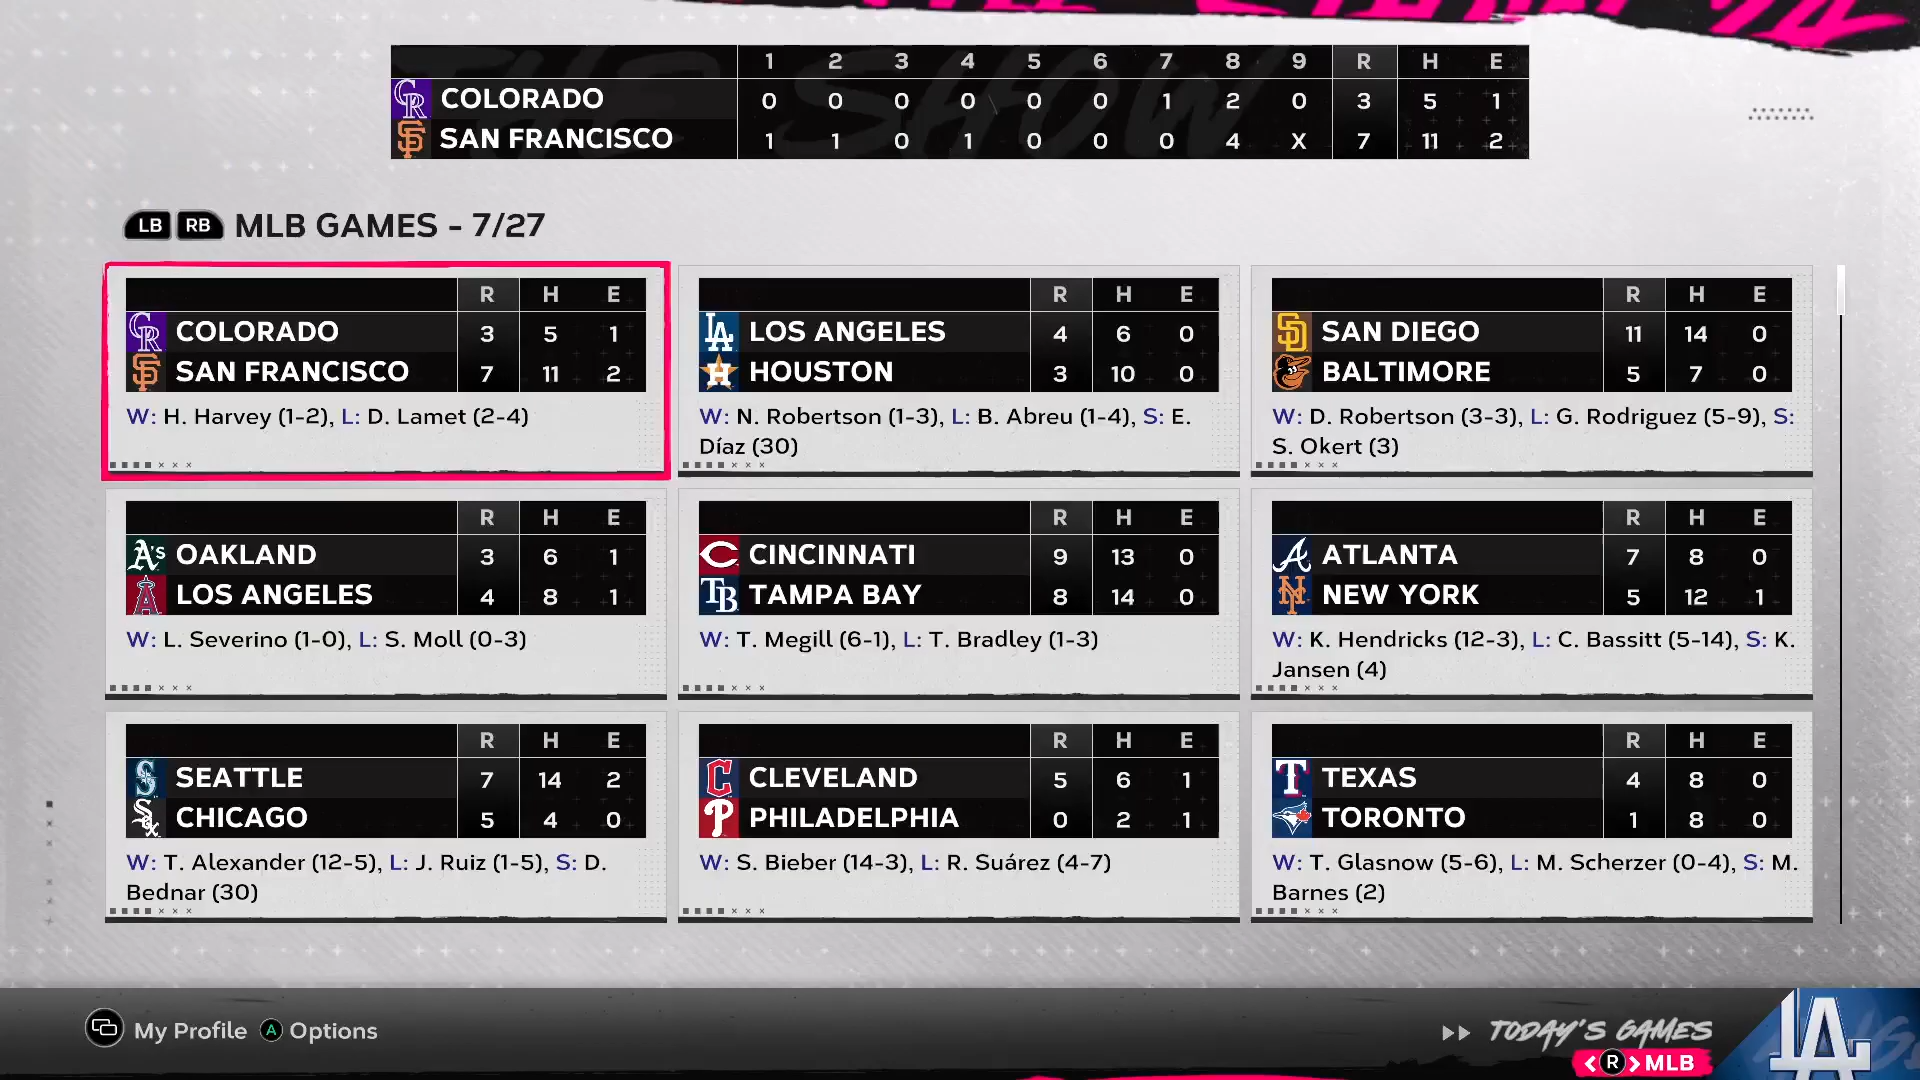 1 2 3 4 5 6 7 8 9 R H E
COLORADO 0 0 0 0 0 0 1 2 0 3 5 1
SAN FRANCISCO 1 1 0 1 0 0 0 4 X 7 11 2
LB RB MLB GAMES - 7/27
R H E
COLORADO 3 5 1
SAN FRANCISCO 7 11 2
W: H. Harvey (1-2), L: D. Lamet (2-4)
R H E
LOS ANGELES 4 6 0
HOUSTON 3 10 0
W: N. Robertson (1-3), L: B. Abreu (1-4), S: E.
Díaz (30)
R H E
SAN DIEGO 11 14 0
BALTIMORE 5 7 0
W: D. Robertson (3-3), L: G. Rodriguez (5-9), S:
S. Okert (3)
R H E
OAKLAND 3 6 1
LOS ANGELES 4 8 1
W: L. Severino (1-0), L: S. Moll (0-3)
R H E
CINCINNATI 9 13 0
TAMPA BAY 8 14 0
W: T. Megill (6-1), L: T. Bradley (1-3)
R H E
ATLANTA 7 8 0
NEW YORK 5 12 1
W: K. Hendricks (12-3), L: C. Bassitt (5-14), S: K.
Jansen (4)
R H E
SEATTLE 7 14 2
CHICAGO 5 4 0
W: T. Alexander (12-5), L: J. Ruiz (1-5), S: D.
Bednar (30)
R H E
CLEVELAND 5 6 1
PHILADELPHIA 0 2 1
W: S. Bieber (14-3), L: R. Suárez (4-7)
R H E
TEXAS 4 8 0
TORONTO 1 8 0
W: T. Glasnow (5-6), L: M. Scherzer (0-4), S: M.
Barnes (2)
My Profile A Options
TODAY'S GAMES
R MLB
LA